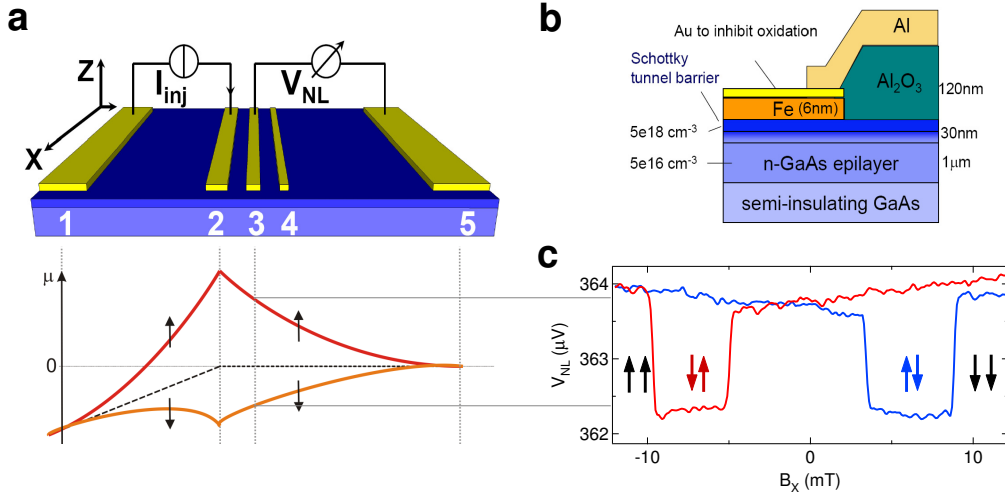 a
Z
X
I inj
V NL
1 2 3 4 5
μ
0
b
Au to inhibit oxidation
Al
Schottky
tunnel barrier
Al2O3
120nm
Fe (6nm)
5e18 cm⁻³
30nm
5e16 cm⁻³
n-GaAs epilayer
1μm
semi-insulating GaAs
c
364
363
362
V NL (μV)
-10 0 10
B X (mT)